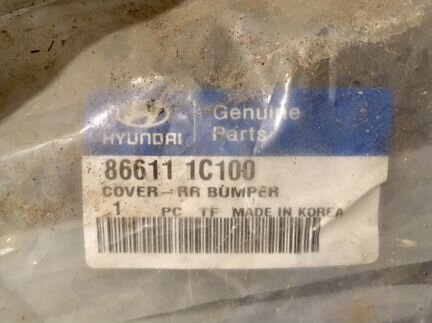 Genuine
HYUNDAI Parts
86611 1C100
COVER-RR BUMPER
1 PC TF MADE IN KOREA